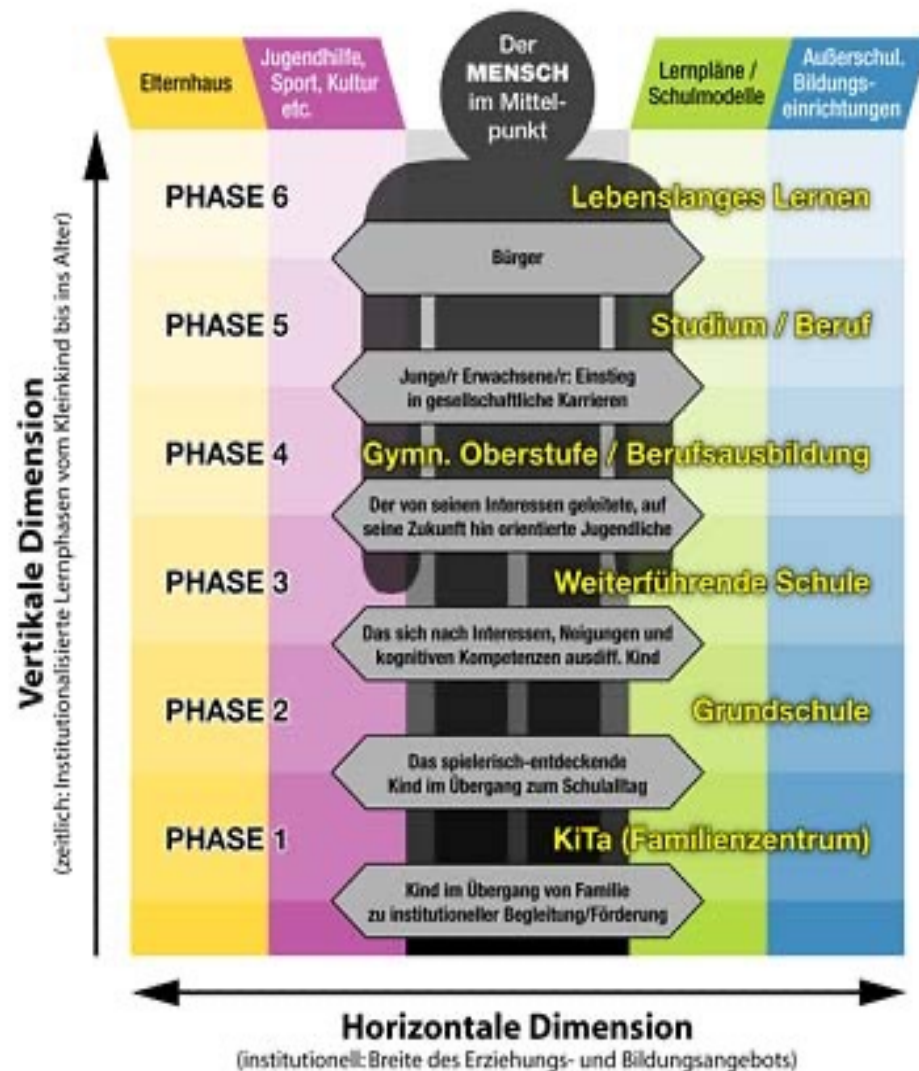 Elternhaus
Jugendhilfe,
Sport, Kultur
etc.
Der
MENSCH
im Mittel-
punkt
Lernpläne /
Schulmodelle
Außerschul.
Bildungs-
einrichtungen
PHASE 6
Lebenslanges Lernen
Bürger
PHASE 5
Studium / Beruf
Junge/r Erwachsene/r: Einstieg
in gesellschaftliche Karrieren
PHASE 4
Gymn. Oberstufe / Berufsausbildung
Der von seinen Interessen geleitete, auf
seine Zukunft hin orientierte Jugendliche
PHASE 3
Weiterführende Schule
Das sich nach Interessen, Neigungen und
kognitiven Kompetenzen ausdiff. Kind
PHASE 2
Grundschule
Das spielerisch-entdeckende
Kind im Übergang zum Schulalltag
PHASE 1
KiTa (Familienzentrum)
Kind im Übergang von Familie
zu institutioneller Begleitung/Förderung
Vertikale Dimension
(zeitlich: Institutionalisierte Lernphasen vom Kleinkind bis ins Alter)
Horizontale Dimension
(institutionell: Breite des Erziehungs- und Bildungsangebots)